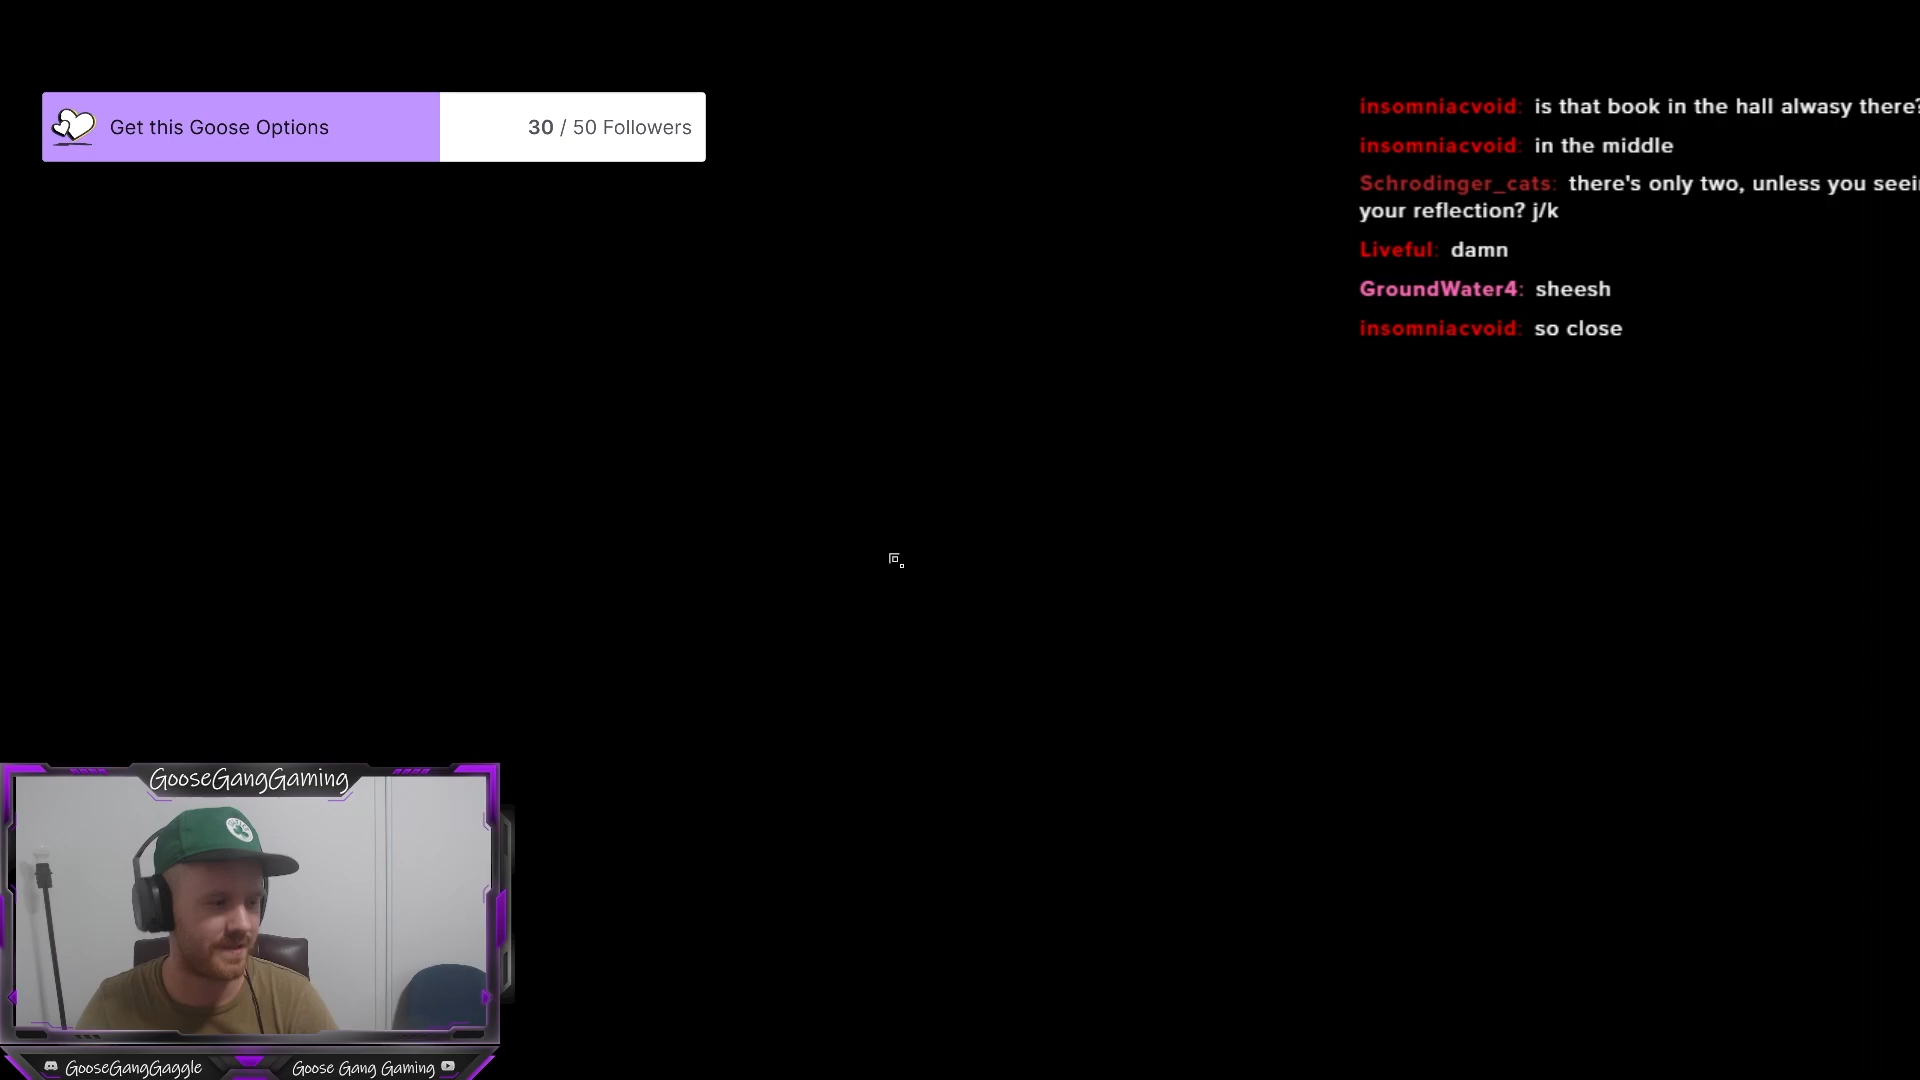 Get this Goose Options
30 / 50 Followers
insomniacvoid: is that book in the hall alwasy there?
insomniacvoid: in the middle
Schrodinger_cats: there's only two, unless you
your reflection? j/k
Liveful: damn
GroundWater4: sheesh
insomniacvoid: so close
GooseGangGaming
GooseGangGaggle
Goose Gang Gaming